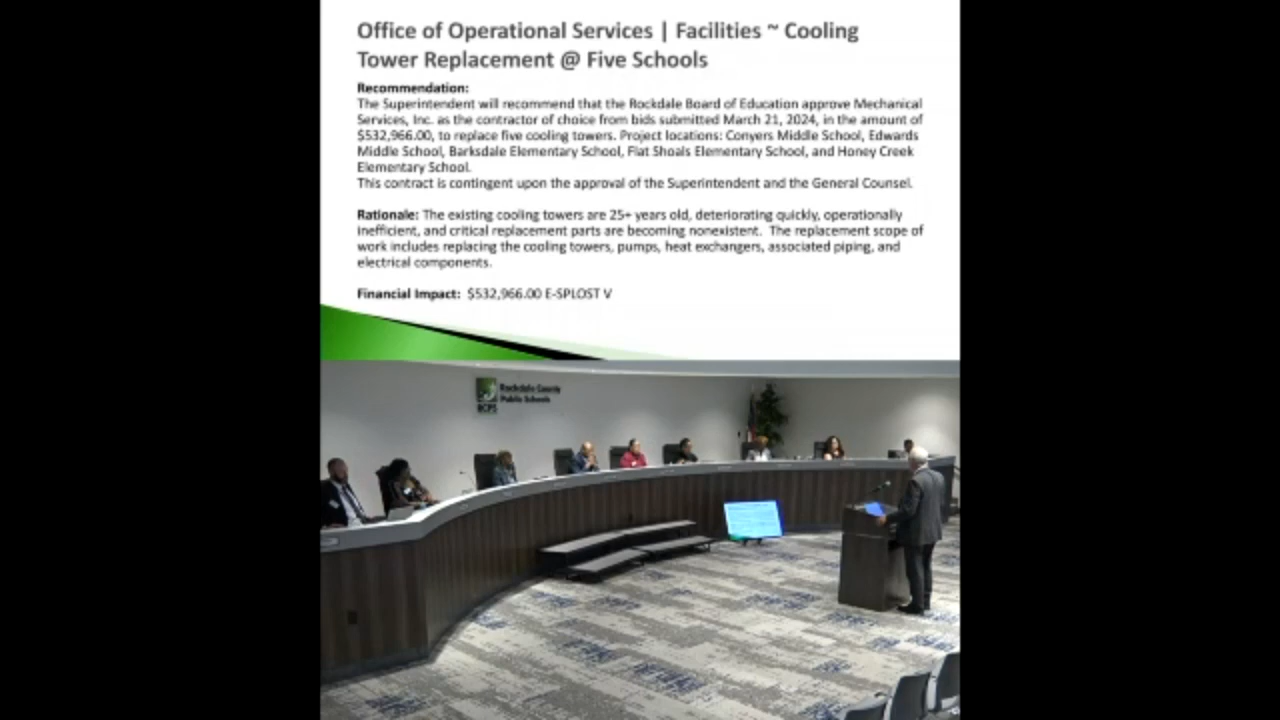 Office of Operational Services | Facilities ~ Cooling
Tower Replacement @ Five Schools
Recommendation:
The Superintendent will recommend that the Rockdale Board of Education approve Mechanical
Services, Inc. as the contractor of choice from bids submitted March 21, 2024, in the amount of
$532,966.00, to replace five cooling towers. Project locations: Conyers Middle School, Edwards
Middle School, Barksdale Elementary School, Flat Shoals Elementary School, and Honey Creek
Elementary School.
This contract is contingent upon the approval of the Superintendent and the General Counsel.
Rationale: The existing cooling towers are 25+ years old, deteriorating quickly, operationally
inefficient, and critical replacement parts are becoming nonexistent. The replacement scope of
work includes replacing the cooling towers, pumps, heat exchangers, associated piping, and
electrical components.
Financial Impact: $532,966.00 E-SPLOST V
Rockdale County
Public Schools
RCPS